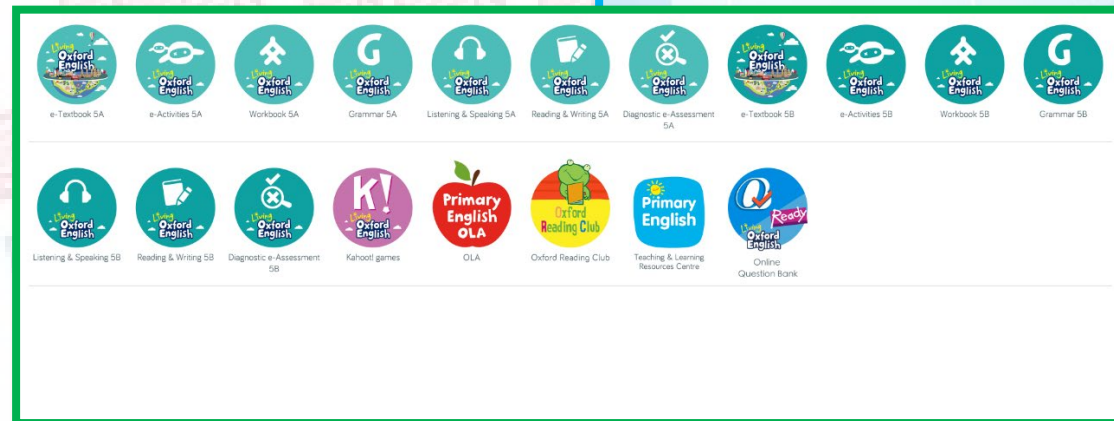 Living Oxford English
Living Oxford English
Living Oxford English
G Living Oxford English
Living Oxford English
Living Oxford English
Living Oxford English
Living Oxford English
Living Oxford English
Living Oxford English
G Living Oxford English
e-Textbook 5A
e-Activities 5A
Workbook 5A
Grammar 5A
Listening & Speaking 5A
Reading & Writing 5A
Diagnostic e-Assessment
5A
e-Textbook 5B
e-Activities 5B
Workbook 5B
Grammar 5B
Living Oxford English
Living Oxford English
Living Oxford English
K! Living Oxford English
Primary
English
OLA
Oxford
Reading Club
Primary
English
Q Ready Living Oxford English
Listening & Speaking 5B
Reading & Writing 5B
Diagnostic e-Assessment
5B
Kahoot! games
OLA
Oxford Reading Club
Teaching & Learning
Resources Centre
Online
Question Bank